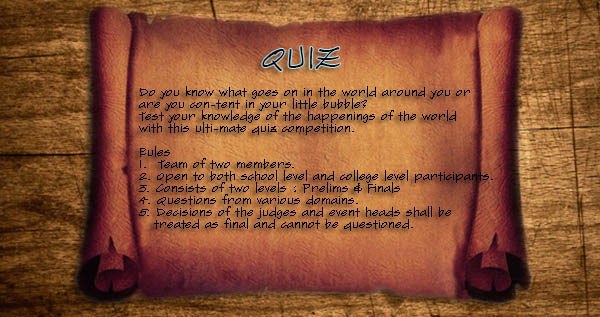 QUIZ
Do you know what goes on in the world around you or
are you con-tent in your little bubble?
Test your knowledge of the happenings of the world
with this ulti-mate quiz competition.
Rules
1. Team of two members.
2. Open to both school level and college level participants.
3. Consists of two levels : Prelims & Finals
4. Questions from various domains.
5. Decisions of the judges and event heads shall be
treated as final and cannot be questioned.